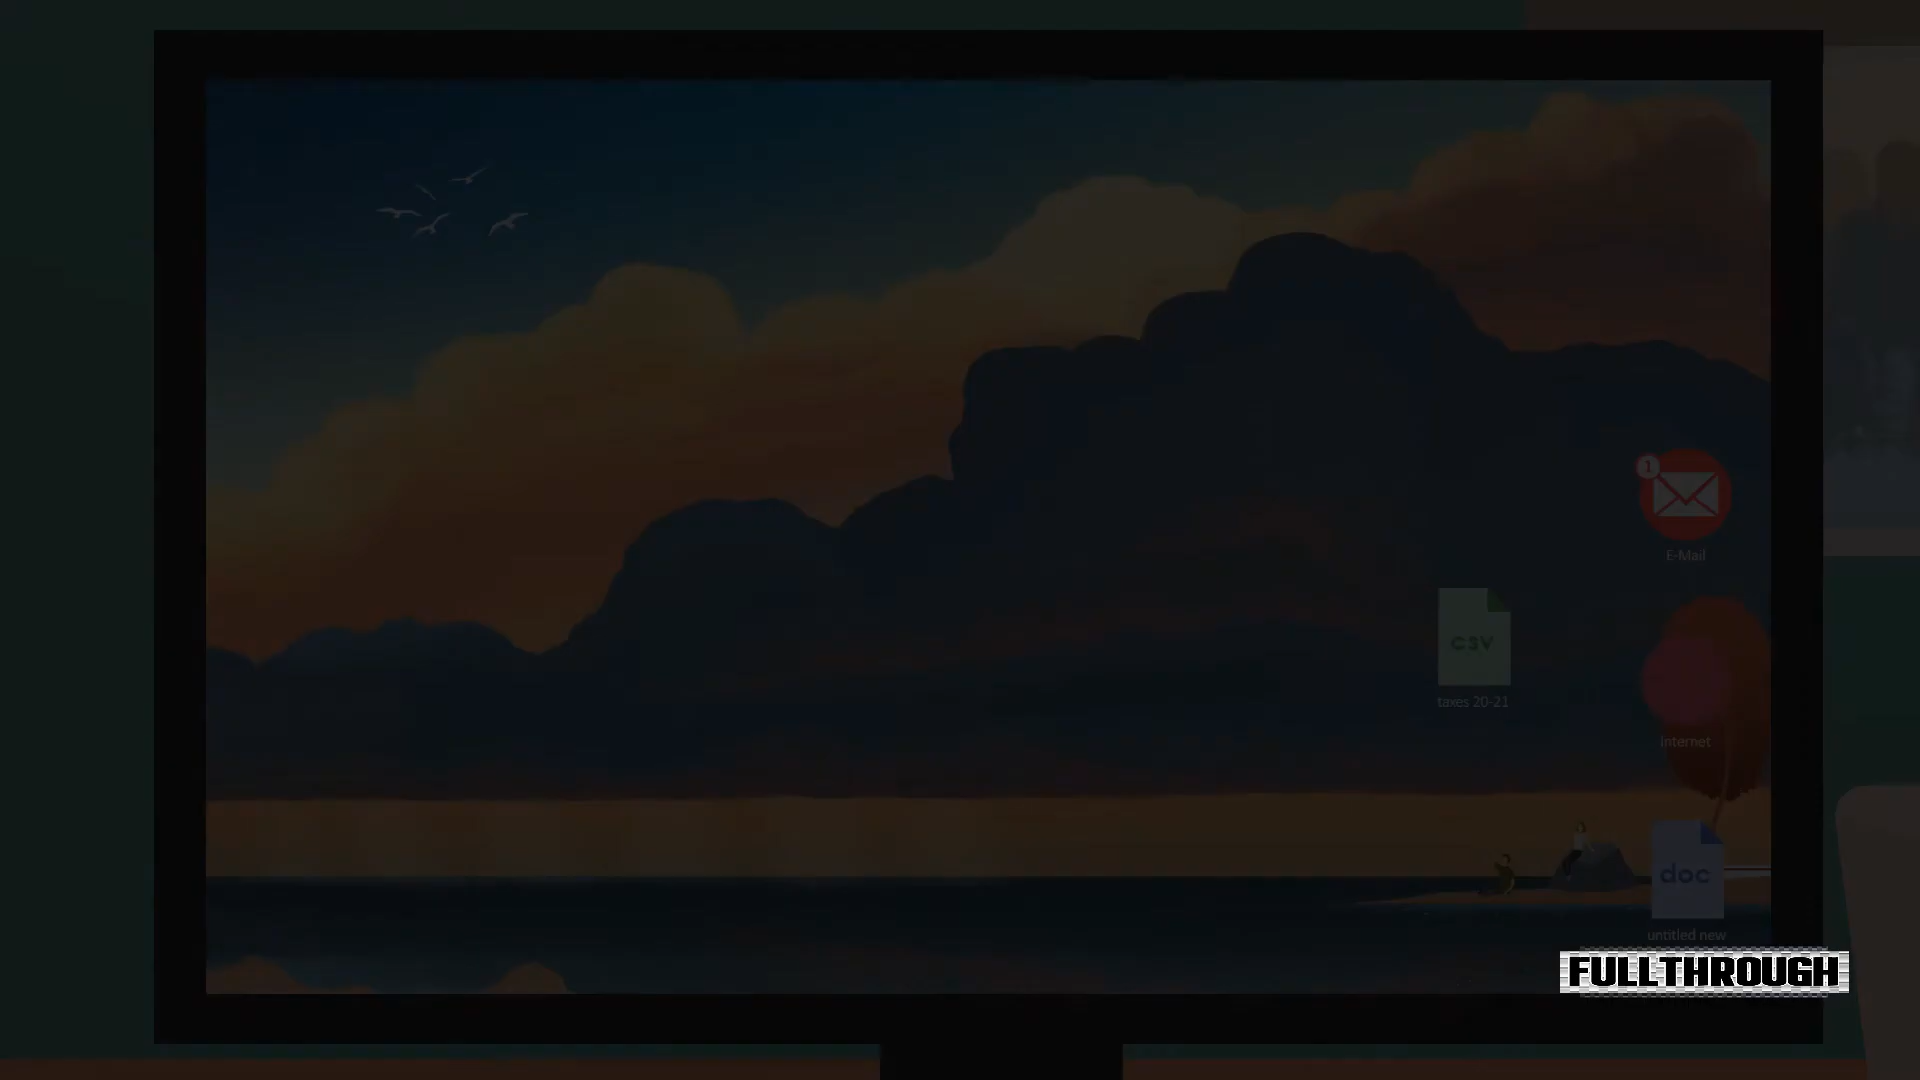 1
E-Mail
CSV
taxes 20-21
Internet
doc
untitled new
FULLTHROUGH